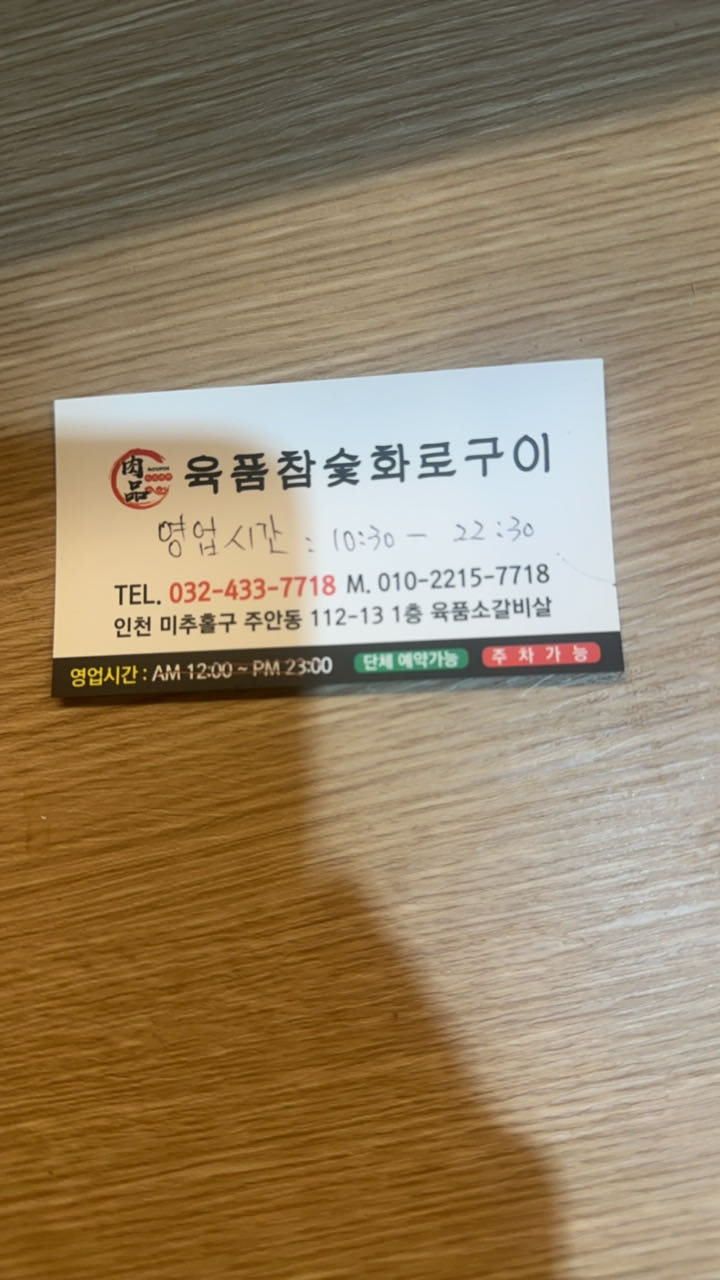 肉品 육품참숯화로구이
영업시간 : 10:30 - 22:30
TEL. 032-433-7718 M. 010-2215-7718
인천 미추홀구 주안동 112-13 1층 육품소갈비살
영업시간 : AM 12:00 ~ PM 23:00 단체 예약가능 주 차 가 능